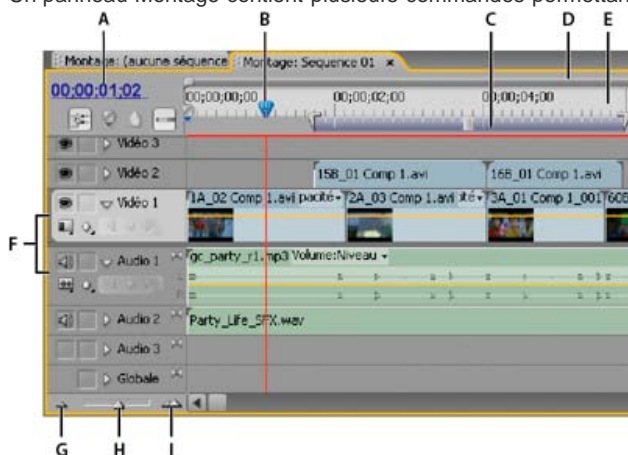 Un panneau Montage contient plusieurs commandes permettant
A B C D E
Montage: (aucune séquence Montage: Sequence 01 ×
00;00;01;02
00;00;00;00 00;00;02;00 00;00;04;00
Vidéo 3
Vidéo 2 15B_01 Comp 1.avi 16B_01 Comp 1.avi
Vidéo 1 1A_02 Comp 1.avi pacité 2A_03 Comp 1.avi ité 3A_01 Comp 1_001 60B
F
Audio 1 gc_party_r1.mp3 Volume:Niveau
L
R
Audio 2 Party_Life_SFX.wav
Audio 3
Globale
G H I